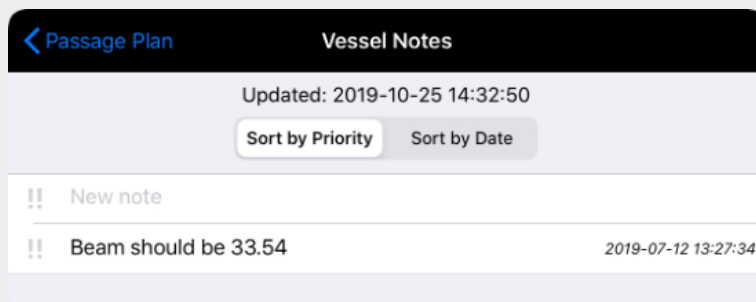 Passage Plan Vessel Notes
Updated: 2019-10-25 14:32:50
Sort by Priority Sort by Date
!! New note
!! Beam should be 33.54 2019-07-12 13:27:34